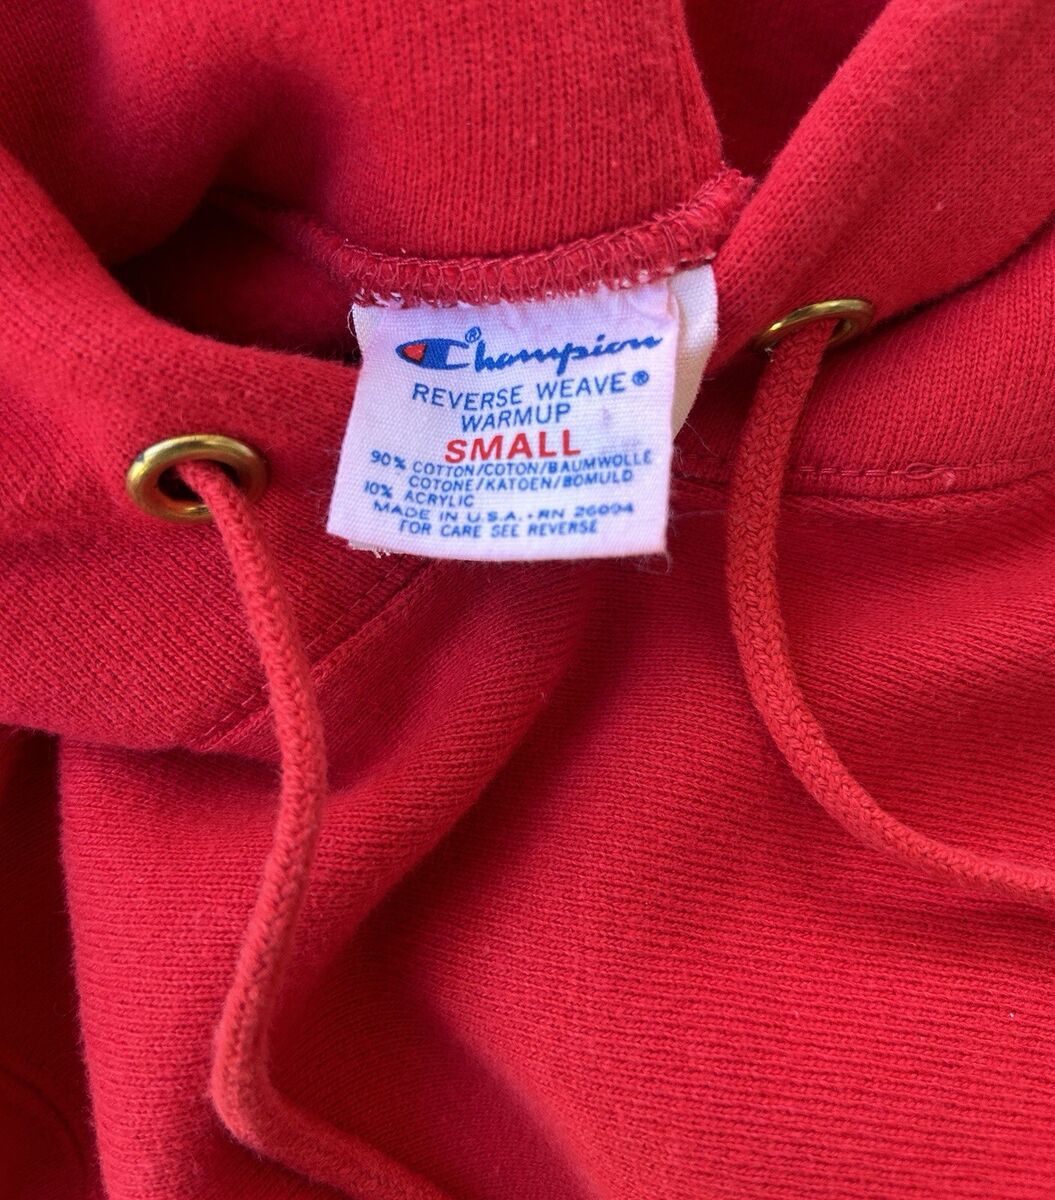 Champion®
REVERSE WEAVE®
WARMUP
SMALL
90% COTTON/COTON/BAUMWOLLE
COTONE/KATOEN/BOMULD
10% ACRYLIC
MADE IN U.S.A. • RN 26094
FOR CARE SEE REVERSE